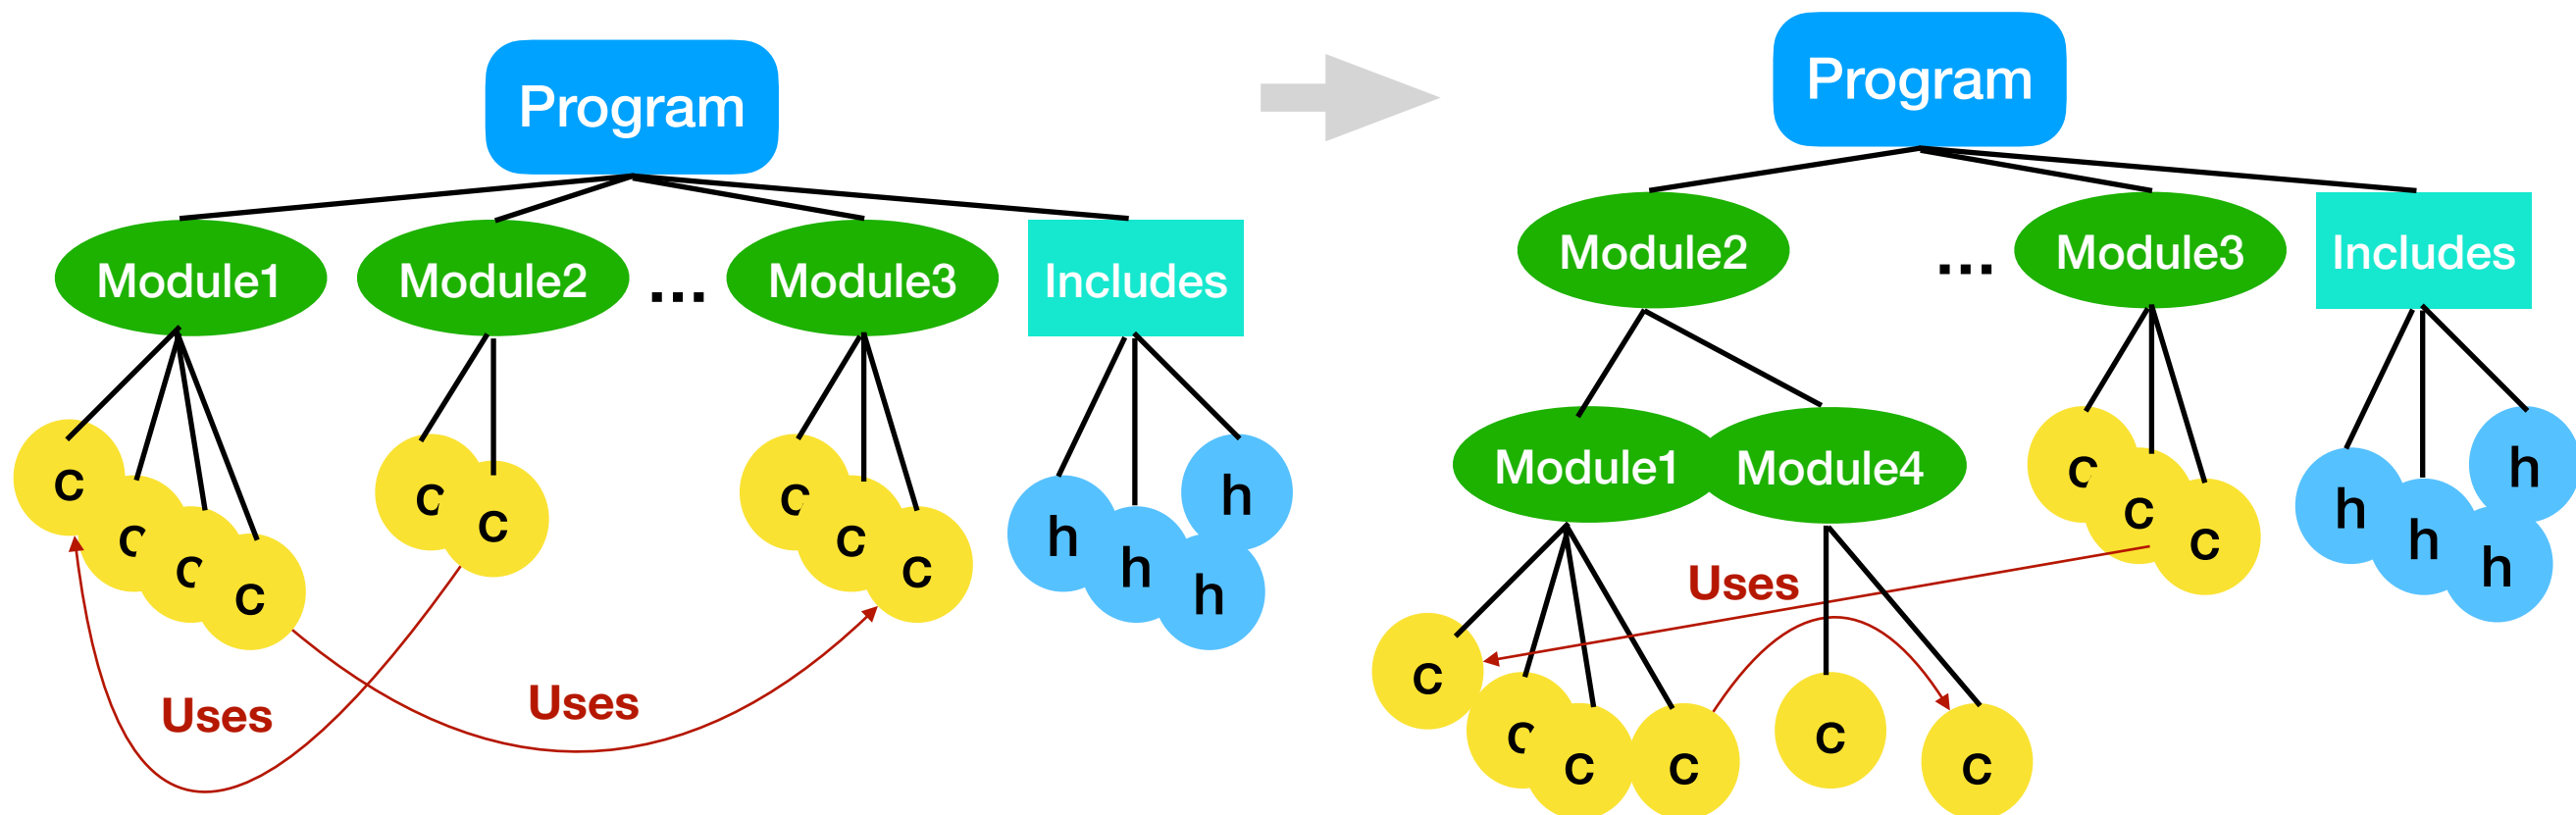 Program
Module1
Module2
...
Module3
Includes
c
c
c
c
c
c
c
c
c
h
h
h
h
Uses
Uses
Program
Module2
...
Module3
Includes
Module1
Module4
c
c
c
h
h
h
h
Uses
c
c
c
c
c
c